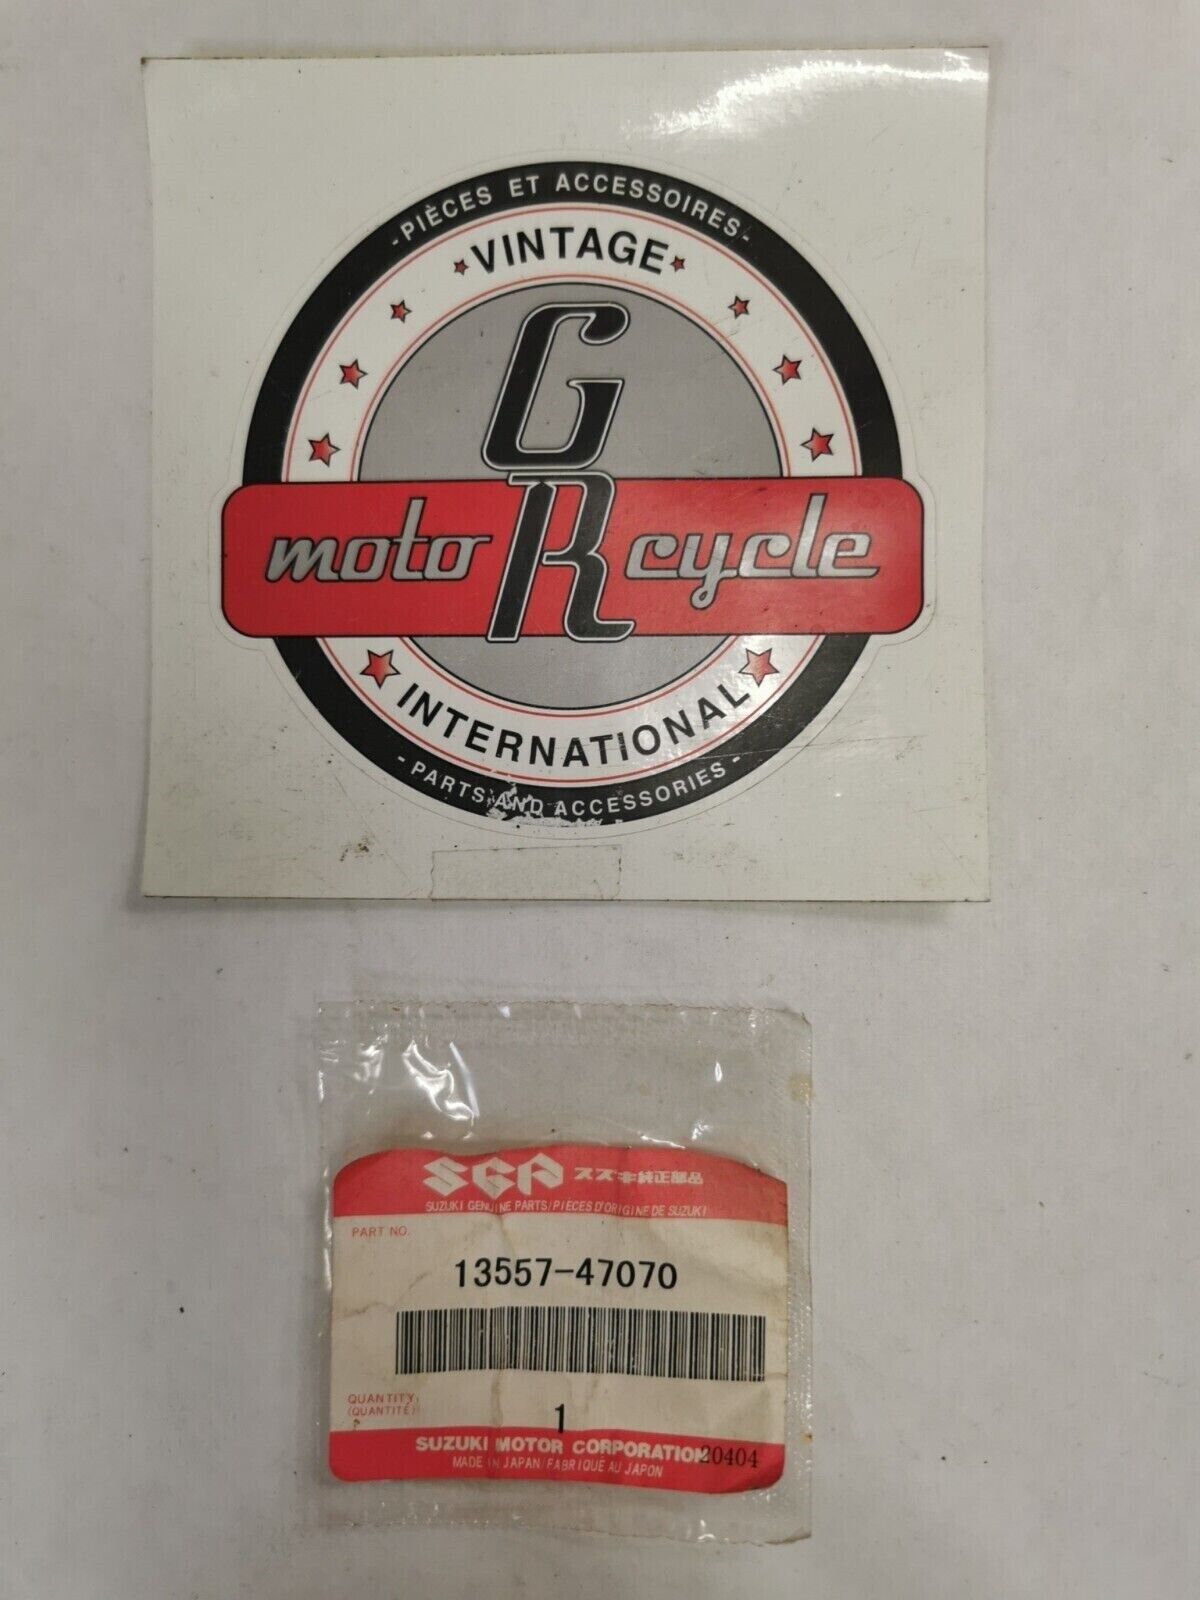 - PIÈCES ET ACCESSOIRES -
VINTAGE
GR
motoRcycle
INTERNATIONAL
- PARTS AND ACCESSORIES -
SGP スズキ純正部品
SUZUKI GENUINE PARTS/PIÈCES D'ORIGINE DE SUZUKI
PART NO.
13557-47070
QUANTITY:
(QUANTITÉ)
1
SUZUKI MOTOR CORPORATION 20404
MADE IN JAPAN/FABRIQUÉ AU JAPON